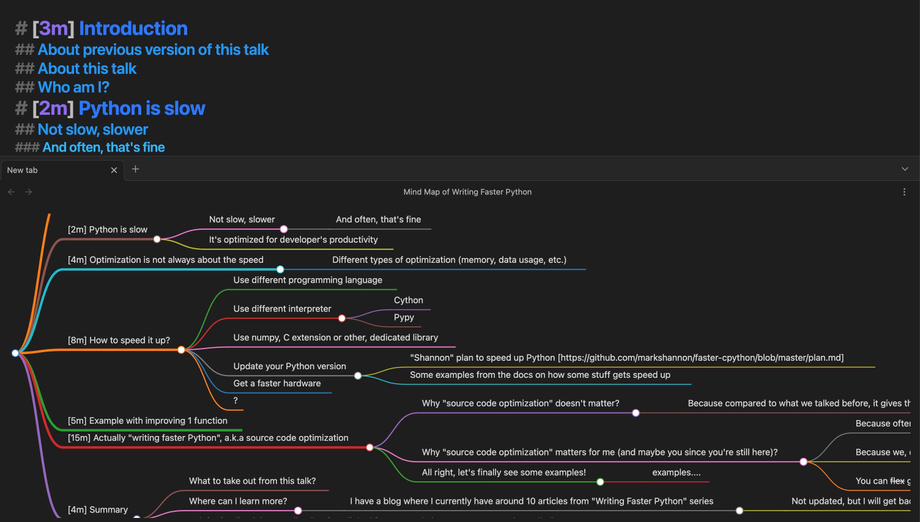 # [3m] Introduction
## About previous version of this talk
## About this talk
## Who am I?
# [2m] Python is slow
## Not slow, slower
### And often, that's fine
New tab
Mind Map of Writing Faster Python
[2m] Python is slow
Not slow, slower
And often, that's fine
It's optimized for developer's productivity
[4m] Optimization is not always about the speed
Different types of optimization (memory, data usage, etc.)
[8m] How to speed it up?
Use different programming language
Use different interpreter
Cython
Pypy
Use numpy, C extension or other, dedicated library
Update your Python version
"Shannon" plan to speed up Python [https://github.com/markshannon/faster-cpython/blob/master/plan.md]
Some examples from the docs on how some stuff gets speed up
Get a faster hardware
?
[5m] Example with improving 1 function
[15m] Actually "writing faster Python", a.k.a source code optimization
Why "source code optimization" doesn't matter?
Because compared to what we talked before, it gives th
Why "source code optimization" matters for me (and maybe you since you're still here)?
Because ofte
Because we,
You can flex g
All right, let's finally see some examples!
examples....
[4m] Summary
What to take out from this talk?
Where can I learn more?
I have a blog where I currently have around 10 articles from "Writing Faster Python" series
Not updated, but I will get bac